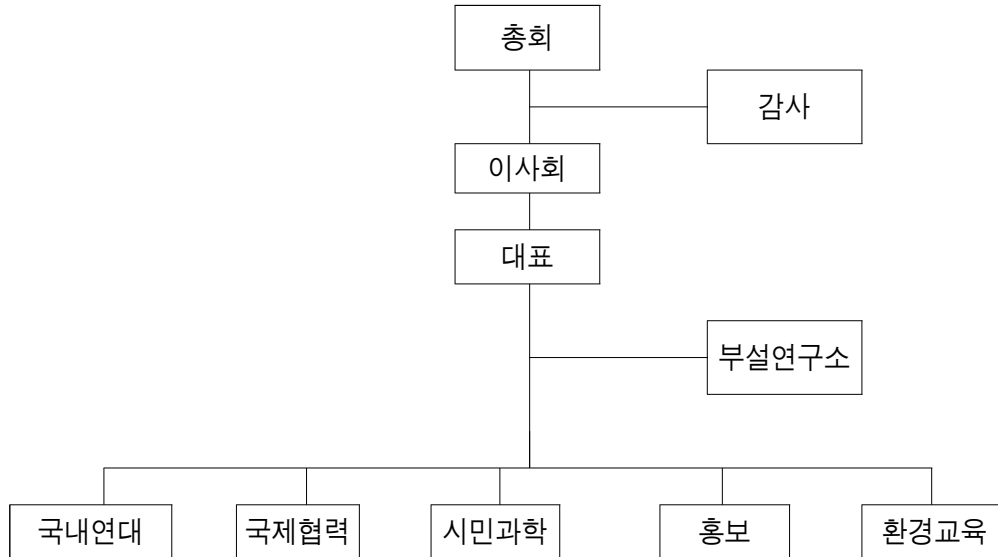 총회
감사
이사회
대표
부설연구소
국내연대
국제협력
시민과학
홍보
환경교육